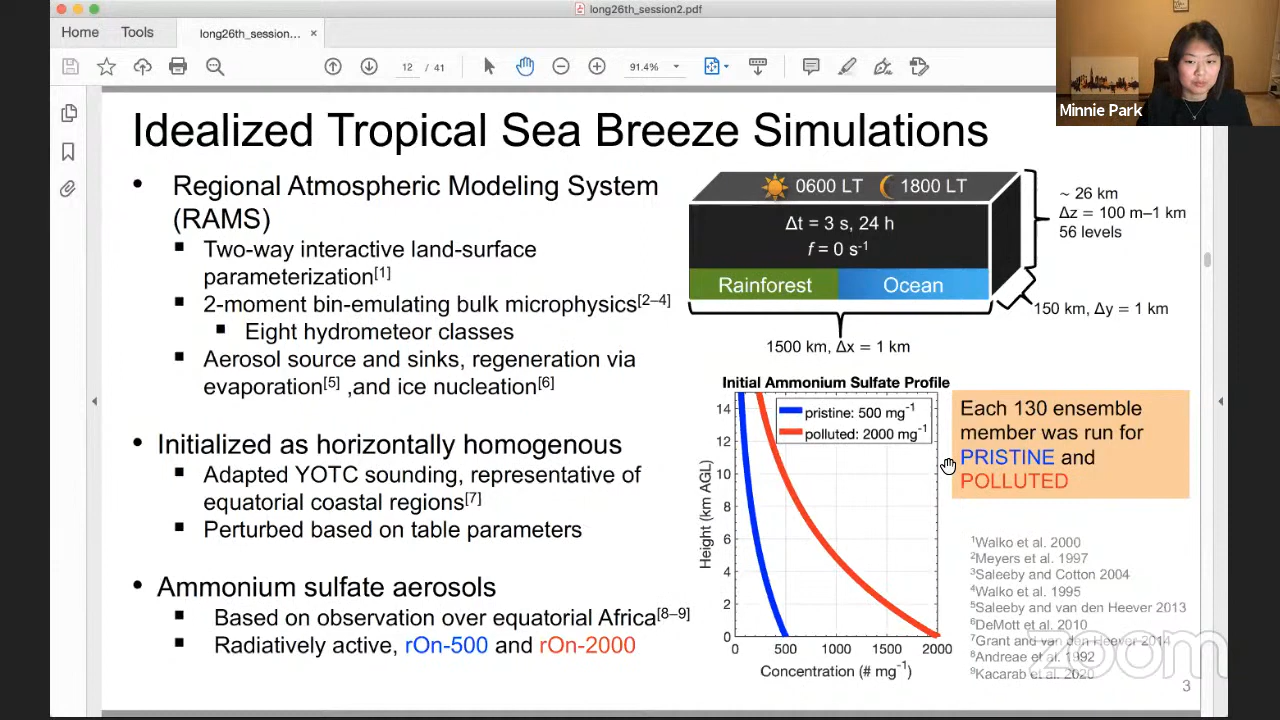 long26th_session2.pdf
Home
Tools
long26th_session...
×
12 / 41
91.4%
Minnie Park
Idealized Tropical Sea Breeze Simulations
• Regional Atmospheric Modeling System
(RAMS)
▪ Two-way interactive land-surface
parameterization[1]
▪ 2-moment bin-emulating bulk microphysics[2–4]
▪ Eight hydrometeor classes
▪ Aerosol source and sinks, regeneration via
evaporation[5] ,and ice nucleation[6]
• Initialized as horizontally homogenous
▪ Adapted YOTC sounding, representative of
equatorial coastal regions[7]
▪ Perturbed based on table parameters
• Ammonium sulfate aerosols
▪ Based on observation over equatorial Africa[8–9]
▪ Radiatively active, rOn-500 and rOn-2000
0600 LT 1800 LT
Δt = 3 s, 24 h
f = 0 s-1
Rainforest
Ocean
~ 26 km
Δz = 100 m–1 km
56 levels
150 km, Δy = 1 km
1500 km, Δx = 1 km
Initial Ammonium Sulfate Profile
pristine: 500 mg-1
polluted: 2000 mg-1
Height (km AGL)
14
12
10
8
6
4
2
0
0 500 1000 1500 2000
Concentration (# mg-1)
Each 130 ensemble
member was run for
PRISTINE and
POLLUTED
1Walko et al. 2000
2Meyers et al. 1997
3Saleeby and Cotton 2004
4Walko et al. 1995
5Saleeby and van den Heever 2013
6DeMott et al. 2010
7Grant and van den Heever 2014
8Andreae et al. 1992
9Kacarab et al. 2020
zoom
3